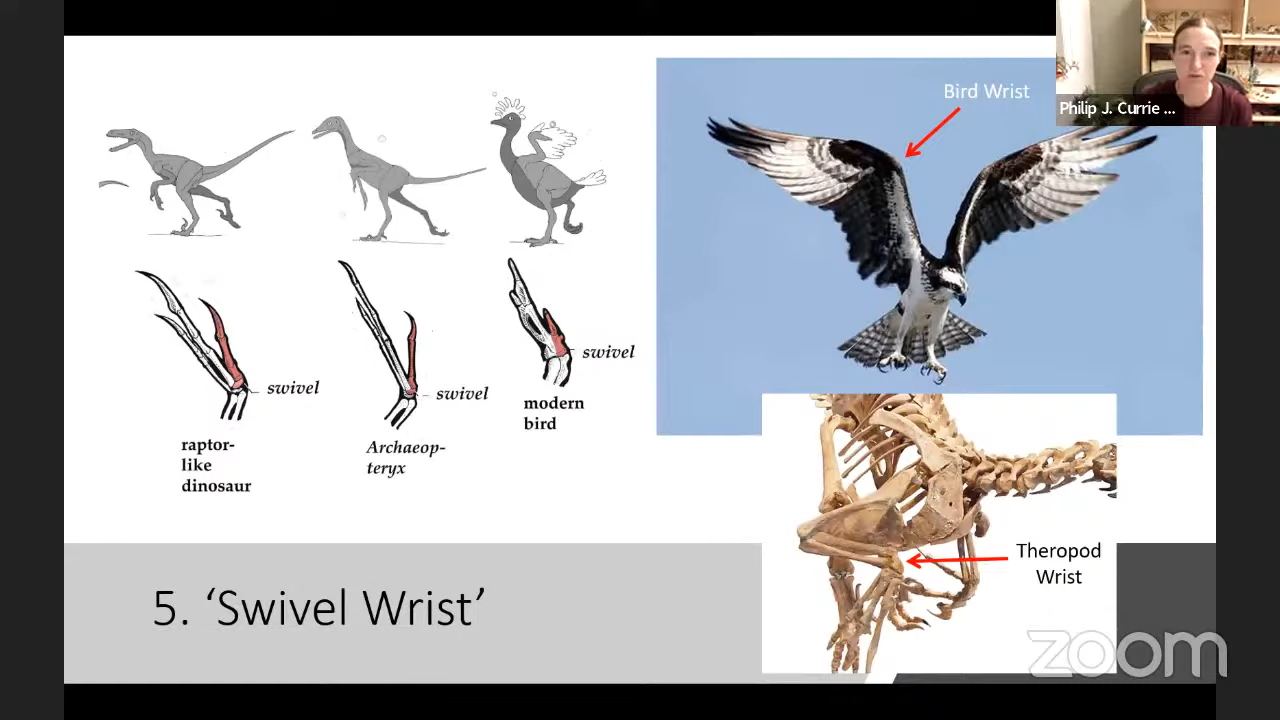 Bird Wrist
Philip J. Currie ...
swivel
swivel
swivel
raptor-
like
dinosaur
Archaeop-
teryx
modern
bird
Theropod
Wrist
5. ‘Swivel Wrist’
zoom